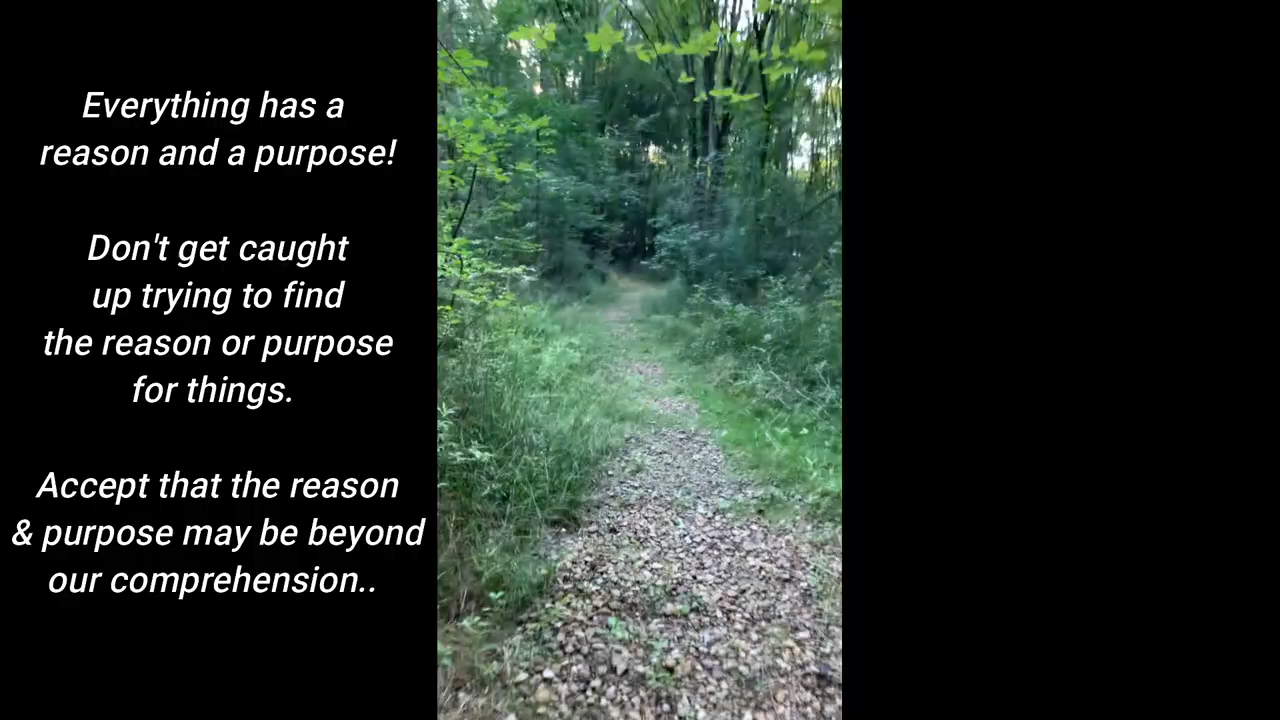 Everything has a
reason and a purpose!
Don't get caught
up trying to find
the reason or purpose
for things.
Accept that the reason
& purpose may be beyond
our comprehension..